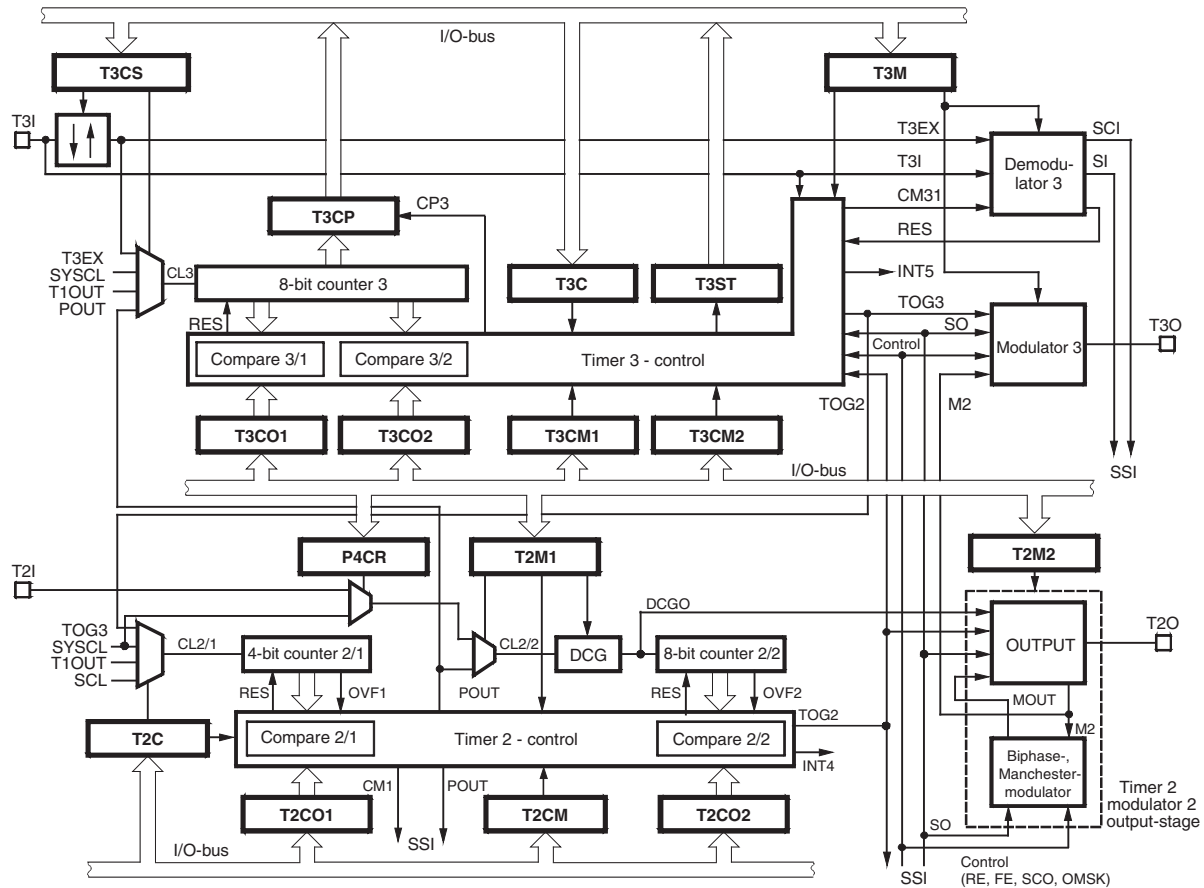 I/O-bus
T3CS
T3M
T3I
T3EX
SCI
T3I
SI
Demodu-
lator 3
CM31
T3CP
CP3
RES
T3EX
SYSCL
T1OUT
POUT
CL3
8-bit counter 3
T3C
T3ST
INT5
TOG3
RES
SO
T3O
Compare 3/1
Compare 3/2
Timer 3 - control
Control
Modulator 3
TOG2
M2
T3CO1
T3CO2
T3CM1
T3CM2
I/O-bus
SSI
P4CR
T2M1
T2M2
T2I
DCGO
TOG3
SYSCL
T1OUT
SCL
CL2/1
4-bit counter 2/1
CL2/2
DCG
8-bit counter 2/2
OUTPUT
T2O
RES
OVF1
POUT
RES
OVF2
MOUT
TOG2
M2
T2C
Compare 2/1
Timer 2 - control
Compare 2/2
INT4
Biphase-,
Manchester-
modulator
CM1
POUT
Timer 2
modulator 2
output-stage
T2CO1
T2CM
T2CO2
SSI
SO
I/O-bus
SSI
Control
(RE, FE, SCO, OMSK)